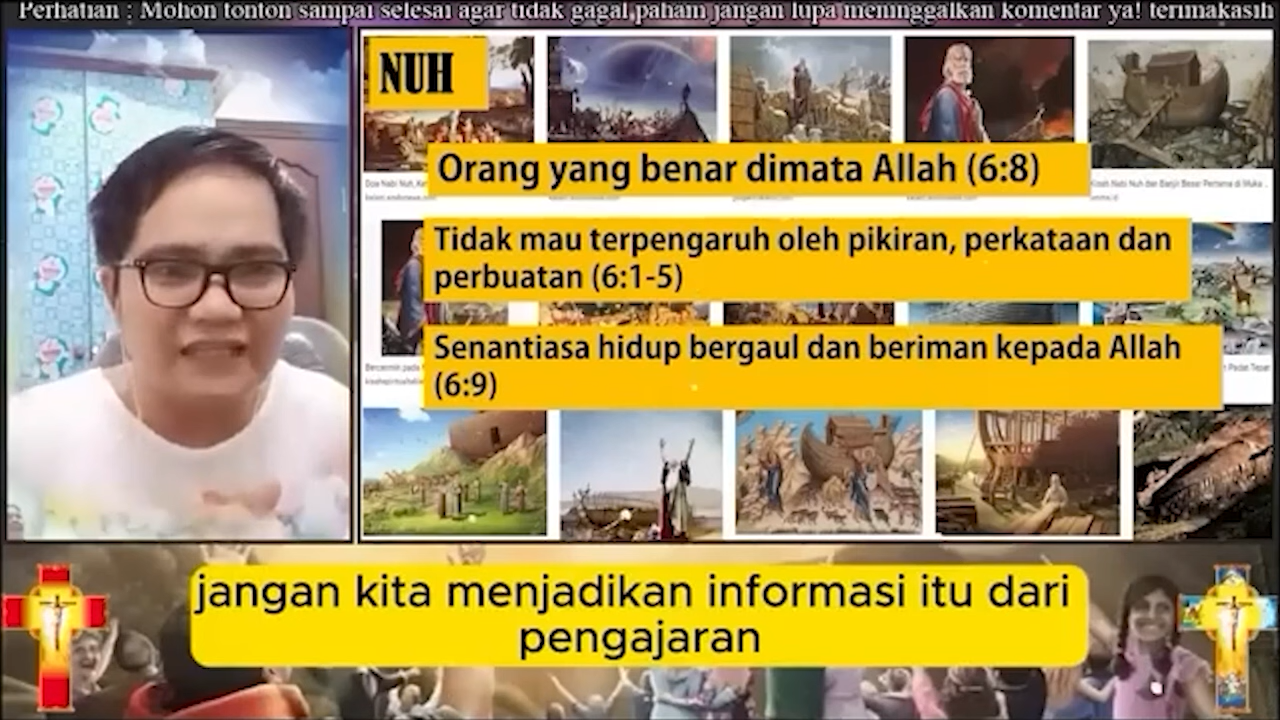 Perhatian : Mohon tonton sampai selesai agar tidak gagal paham jangan lupa meninggalkan komentar ya! terimakasih
NUH
Orang yang benar dimata Allah (6:8)
Tidak mau terpengaruh oleh pikiran, perkataan dan
perbuatan (6:1-5)
Senantiasa hidup bergaul dan beriman kepada Allah
(6:9)
jangan kita menjadikan informasi itu dari
pengajaran